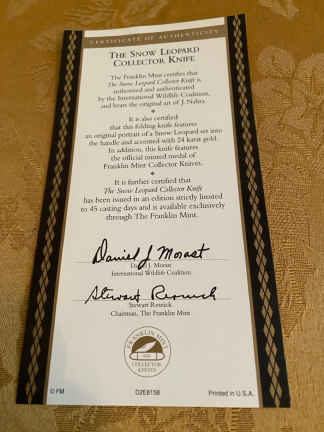 CERTIFICATE OF AUTHENTICITY
THE SNOW LEOPARD
COLLECTOR KNIFE
The Franklin Mint certifies that
The Snow Leopard Collector Knife is
authorized and authenticated
by the International Wildlife Coalition,
and bears the original art of J. Nahra.
It is also certified
that this folding knife features
an original portrait of a Snow Leopard set into
the handle and accented with 24 karat gold.
In addition, this knife features
the official minted medal of
Franklin Mint Collector Knives.
It is further certified that
The Snow Leopard Collector Knife
has been issued in an edition strictly limited
to 45 casting days and is available exclusively
through The Franklin Mint.
Daniel J Morast
Daniel J. Morast
International Wildlife Coalition
Stewart Resnick
Stewart Resnick
Chairman, The Franklin Mint
FRANKLIN MINT
COLLECTOR
KNIVES
© FM
Printed in U.S.A.